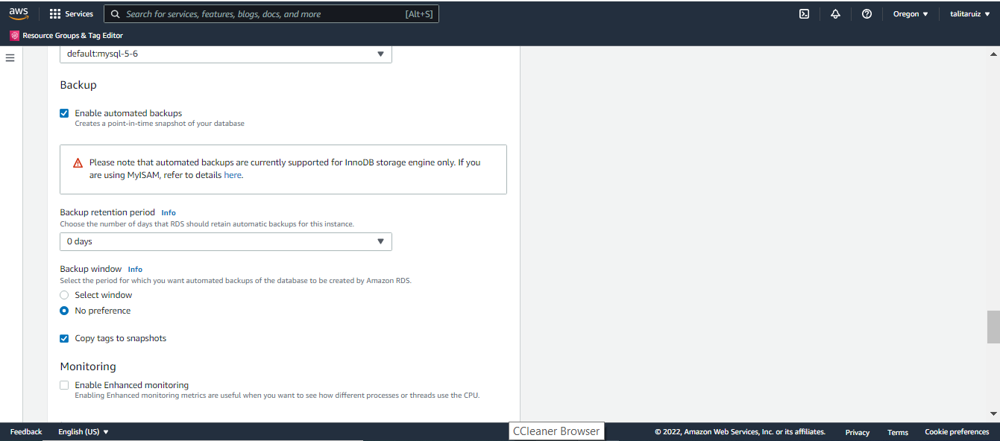 aws
Services
Search for services, features, blogs, docs, and more
[Alt+S]
Oregon
talitaruiz
Resource Groups & Tag Editor
default:mysql-5-6
Backup
Enable automated backups
Creates a point-in-time snapshot of your database
Please note that automated backups are currently supported for InnoDB storage engine only. If you
are using MyISAM, refer to details here.
Backup retention period Info
Choose the number of days that RDS should retain automatic backups for this instance.
0 days
Backup window Info
Select the period for which you want automated backups of the database to be created by Amazon RDS.
Select window
No preference
Copy tags to snapshots
Monitoring
Enable Enhanced monitoring
Enabling Enhanced monitoring metrics are useful when you want to see how different processes or threads use the CPU.
Feedback
English (US)
CCleaner Browser
© 2022, Amazon Web Services, Inc. or its affiliates.
Privacy
Terms
Cookie preferences